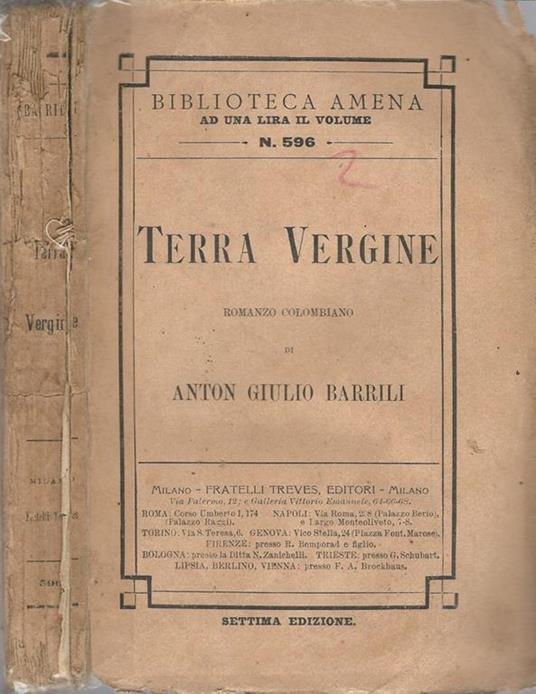 BIBLIOTECA AMENA
AD UNA LIRA IL VOLUME
N. 596
2
TERRA VERGINE
ROMANZO COLOMBIANO
DI
ANTON GIULIO BARRILI
MILANO - FRATELLI TREVES, EDITORI - MILANO
Via Palermo, 12; e Galleria Vittorio Emanuele, 64-66-68.
ROMA: Corso Umberto I, 174 NAPOLI: Via Roma, 258 (Palazzo Berio),
(Palazzo Raggi). e Largo Monteoliveto, 7-8.
TORINO: Via S. Teresa, 6. GENOVA: Vico Stella, 24 (Piazza Font. Marose).
FIRENZE: presso R. Bemporad e figlio.
BOLOGNA: presso la Ditta N. Zanichelli. TRIESTE: presso G. Schubart.
LIPSIA, BERLINO, VIENNA: presso F. A. Brockhaus.
SETTIMA EDIZIONE.
Vergine
MILANO